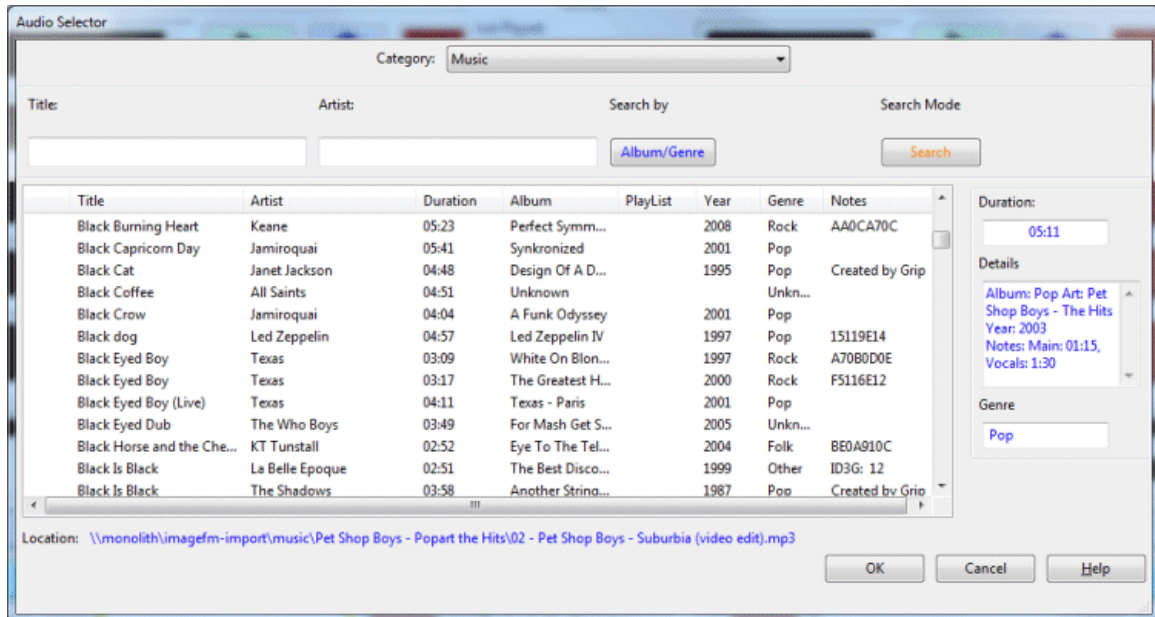 Audio Selector
Category: Music
Title: Artist: Search by Search Mode
Album/Genre Search
Title Artist Duration Album PlayList Year Genre Notes
Black Burning Heart Keane 05:23 Perfect Symm... 2008 Rock AA0CA70C
Black Capricorn Day Jamiroquai 05:41 Synkronized 2001 Pop
Black Cat Janet Jackson 04:48 Design Of A D... 1995 Pop Created by Grip
Black Coffee All Saints 04:51 Unknown Unkn...
Black Crow Jamiroquai 04:04 A Funk Odyssey 2001 Pop
Black dog Led Zeppelin 04:57 Led Zeppelin IV 1997 Pop 15119E14
Black Eyed Boy Texas 03:09 White On Blon... 1997 Rock A70B0D0E
Black Eyed Boy Texas 03:17 The Greatest H... 2000 Rock F5116E12
Black Eyed Boy (Live) Texas 04:11 Texas - Paris 2001 Pop
Black Eyed Dub The Who Boys 03:49 For Mash Get S... 2005 Unkn...
Black Horse and the Che... KT Tunstall 02:52 Eye To The Tel... 2004 Folk BE0A910C
Black Is Black La Belle Epoque 02:51 The Best Disco... 1999 Other ID3G: 12
Black Is Black The Shadows 03:58 Another String... 1987 Pop Created by Grip
Duration:
05:11
Details
Album: Pop Art: Pet
Shop Boys - The Hits
Year: 2003
Notes: Main: 01:15,
Vocals: 1:30
Genre
Pop
Location: \\monolith\imagefm-import\music\Pet Shop Boys - Popart the Hits\02 - Pet Shop Boys - Suburbia (video edit).mp3
OK Cancel Help